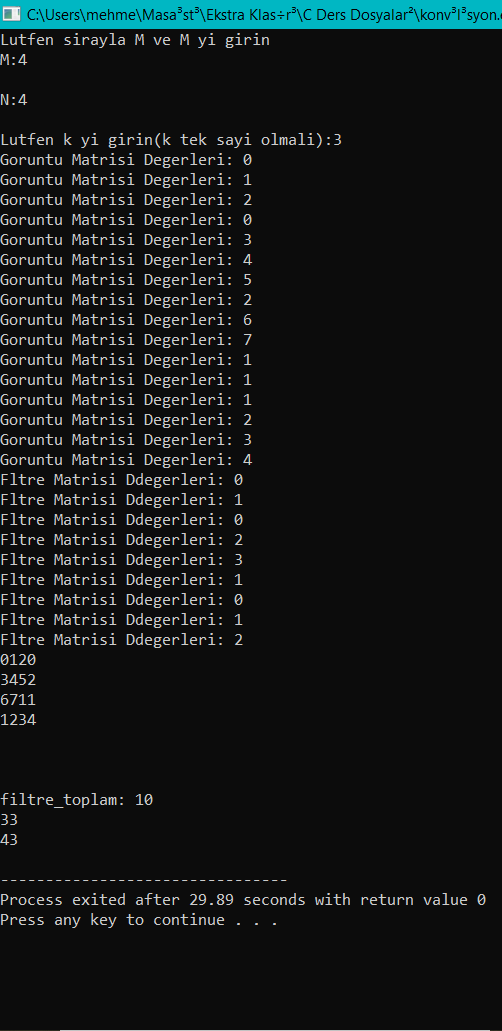 C:\Users\mehme\Masa³st³\Ekstra Klas÷r³\C Ders Dosyalar²\konv³l³syon.
Lutfen sirayla M ve M yi girin
M:4
N:4
Lutfen k yi girin(k tek sayi olmali):3
Goruntu Matrisi Degerleri: 0
Goruntu Matrisi Degerleri: 1
Goruntu Matrisi Degerleri: 2
Goruntu Matrisi Degerleri: 0
Goruntu Matrisi Degerleri: 3
Goruntu Matrisi Degerleri: 4
Goruntu Matrisi Degerleri: 5
Goruntu Matrisi Degerleri: 2
Goruntu Matrisi Degerleri: 6
Goruntu Matrisi Degerleri: 7
Goruntu Matrisi Degerleri: 1
Goruntu Matrisi Degerleri: 1
Goruntu Matrisi Degerleri: 1
Goruntu Matrisi Degerleri: 2
Goruntu Matrisi Degerleri: 3
Goruntu Matrisi Degerleri: 4
Fltre Matrisi Ddegerleri: 0
Fltre Matrisi Ddegerleri: 1
Fltre Matrisi Ddegerleri: 0
Fltre Matrisi Ddegerleri: 2
Fltre Matrisi Ddegerleri: 3
Fltre Matrisi Ddegerleri: 1
Fltre Matrisi Ddegerleri: 0
Fltre Matrisi Ddegerleri: 1
Fltre Matrisi Ddegerleri: 2
0120
3452
6711
1234
filtre_toplam: 10
33
43
--------------------------------
Process exited after 29.89 seconds with return value 0
Press any key to continue . . .